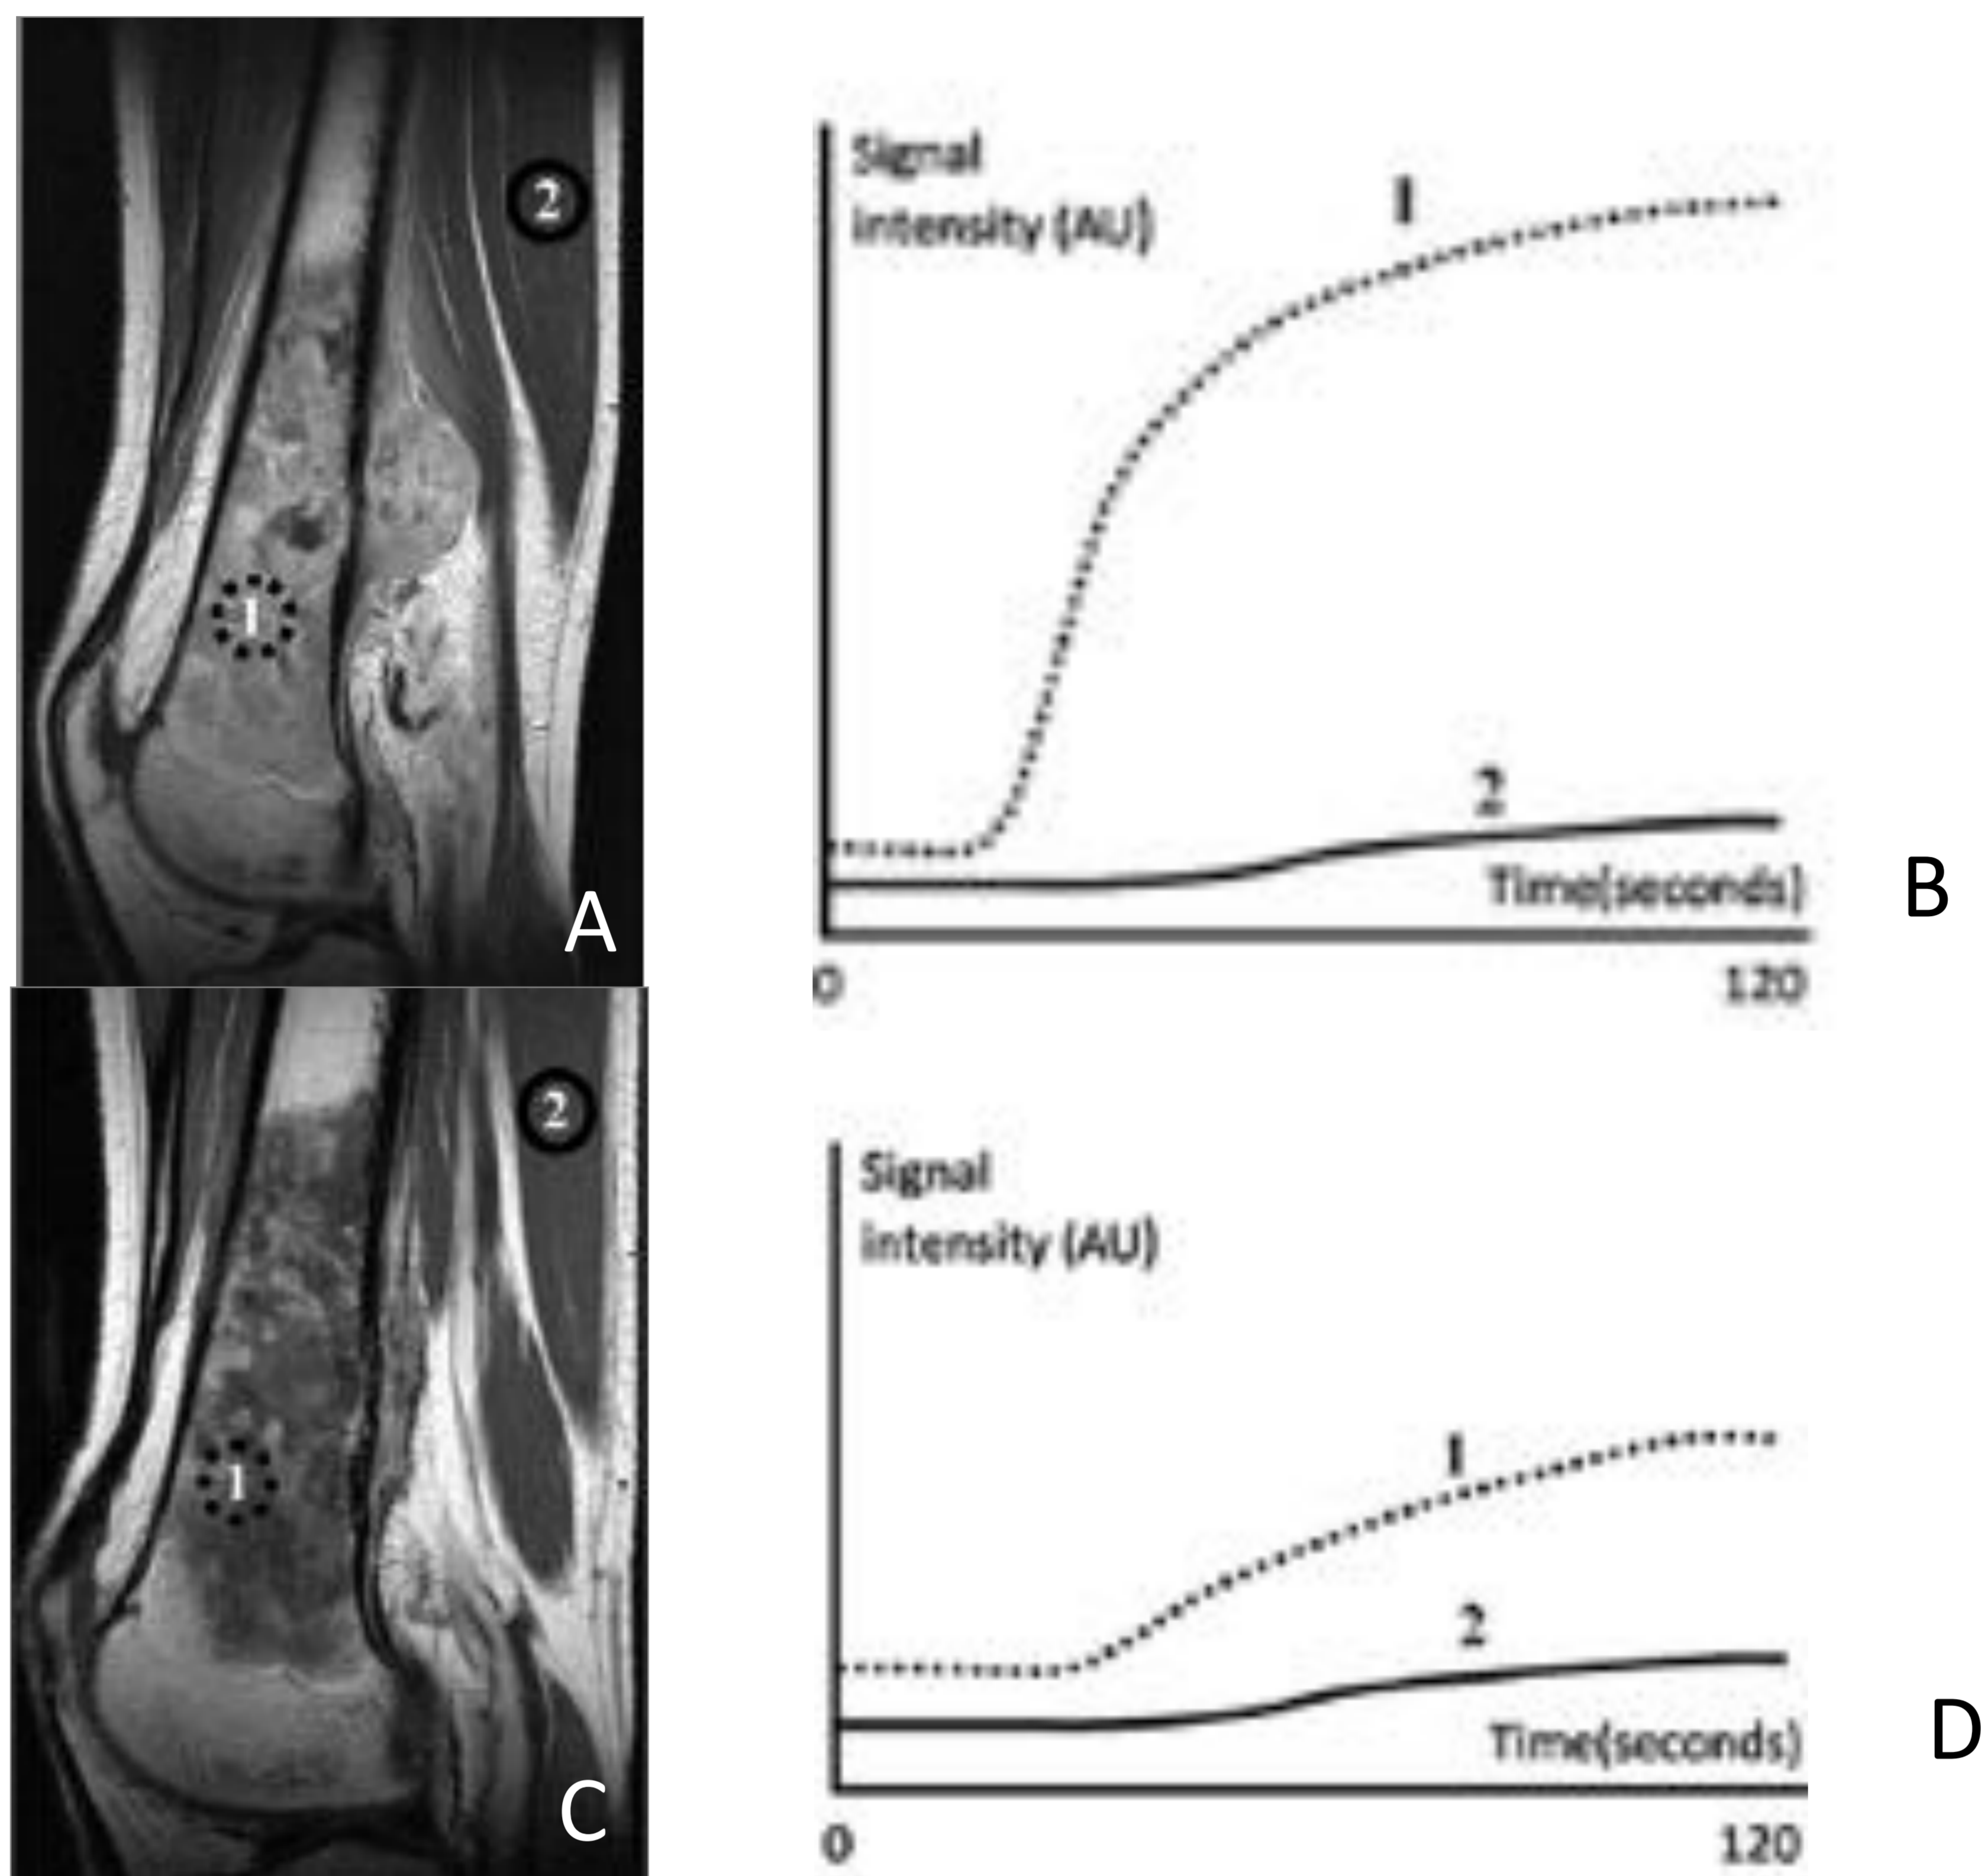 2
1
A
Signal
intensity (AU)
1
2
Time(seconds)
0
120
B
2
1
C
Signal
intensity (AU)
1
2
Time(seconds)
0
120
D